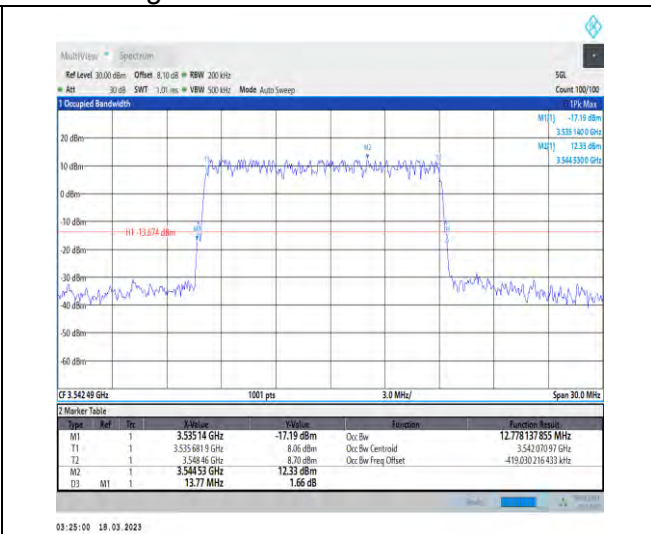 MultiView Spectrum
Ref Level 30.00 dBm Offset 8.10 dB RBW 200 kHz SGL
Att 30 dB SWT 1.01 ms VBW 500 kHz Mode Auto Sweep Count 100/100
1 Occupied Bandwidth 1Pk Max
M1[1] -17.19 dBm
3.535 140 0 GHz
M2[1] 12.33 dBm
3.544 530 0 GHz
20 dBm
M2
10 dBm
0 dBm
-10 dBm
H1 -13.674 dBm
-20 dBm
-30 dBm
-40 dBm
-50 dBm
-60 dBm
CF 3.542 49 GHz 1001 pts 3.0 MHz/ Span 30.0 MHz
2 Marker Table
Type Ref Trc X-Value Y-Value Function Function Result
M1 1 3.535 14 GHz -17.19 dBm Occ Bw 12.778 137 855 MHz
T1 1 3.535 681 9 GHz 8.06 dBm Occ Bw Centroid 3.542 070 97 GHz
T2 1 3.548 46 GHz 8.70 dBm Occ Bw Freq Offset -419.030 216 433 kHz
M2 1 3.544 53 GHz 12.33 dBm
D3 M1 1 13.77 MHz 1.66 dB
03:25:00 18.03.2023